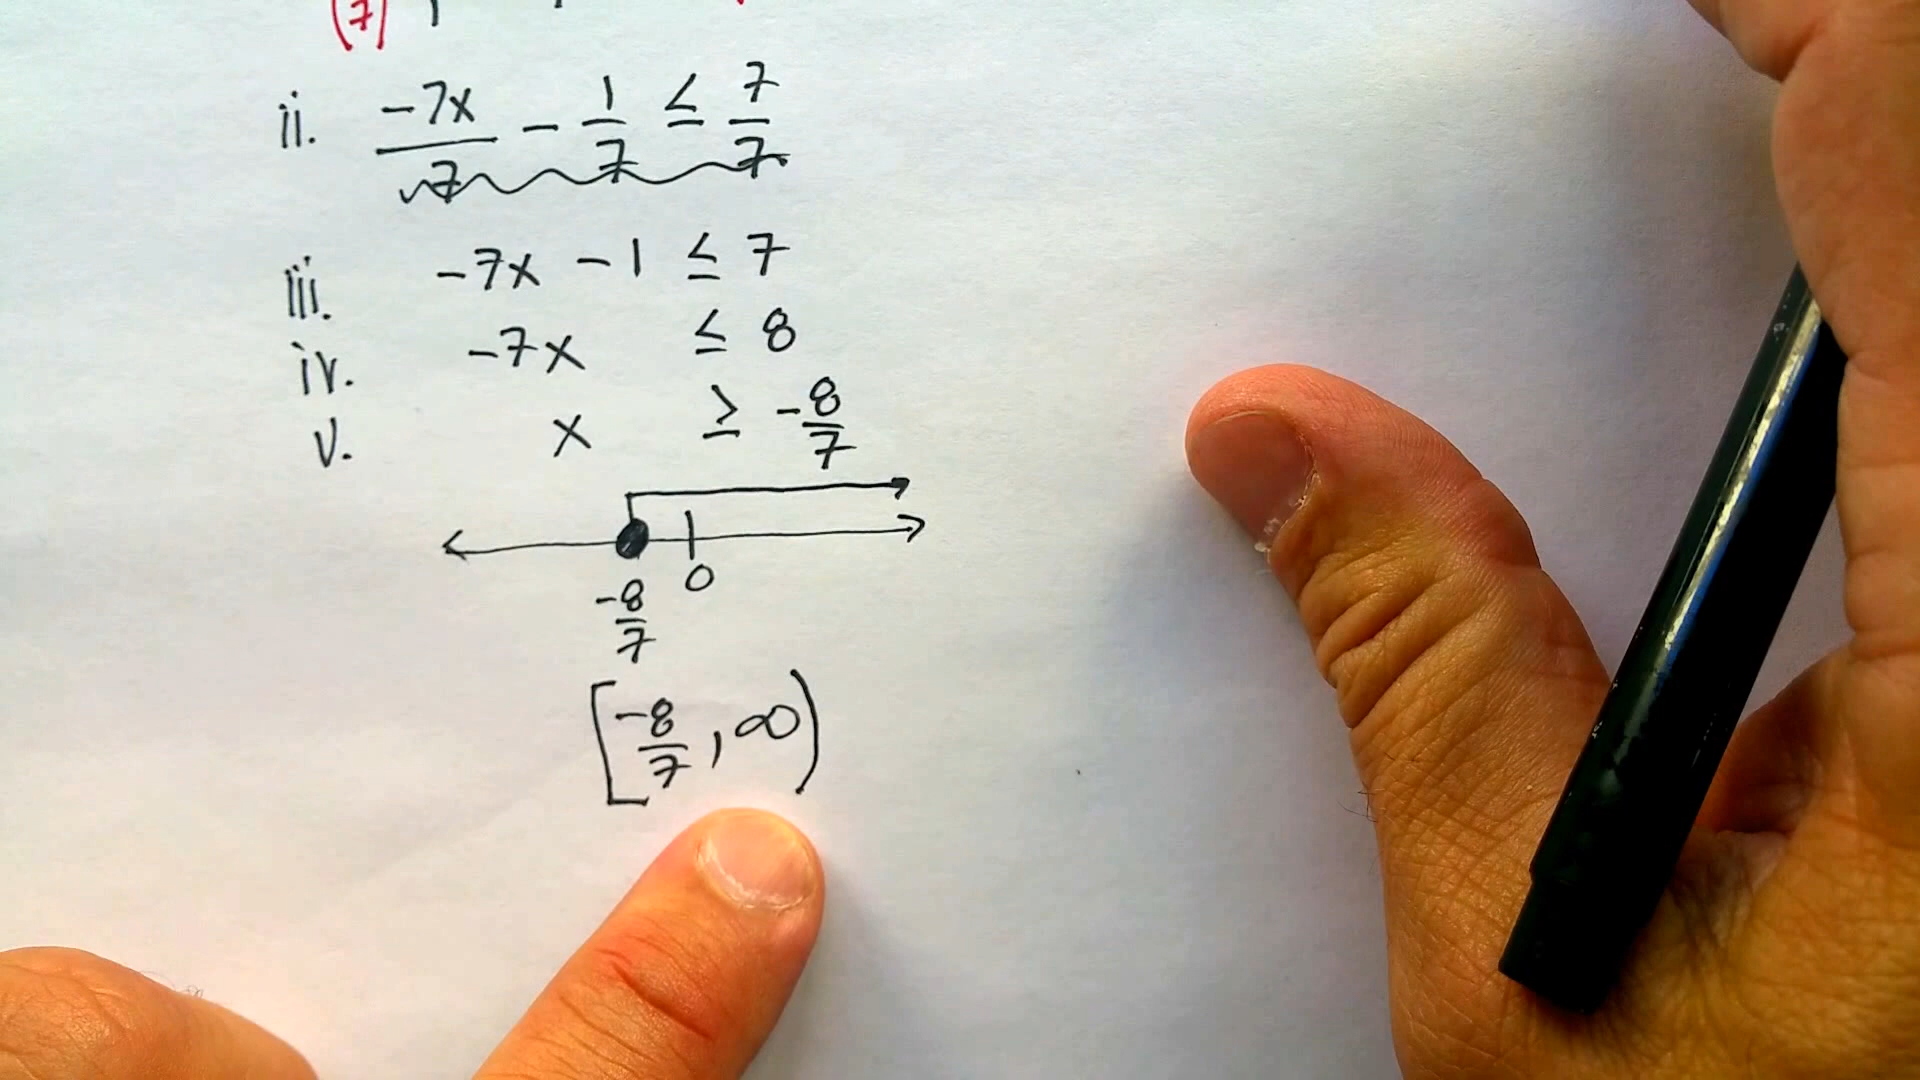 (7)
ii. -7x/7 - 1/7 ≤ 7/7
iii. -7x - 1 ≤ 7
iv. -7x ≤ 8
v. x ≥ -8/7
-8/7 0
[-8/7, ∞)